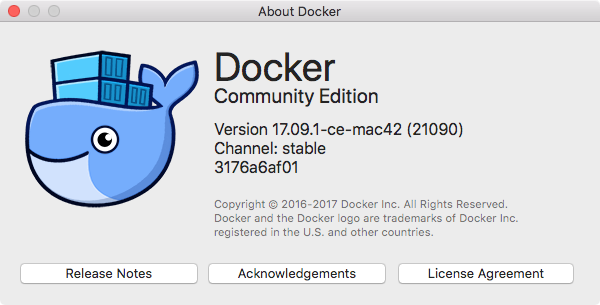 About Docker
Docker
Community Edition
Version 17.09.1-ce-mac42 (21090)
Channel: stable
3176a6af01
Copyright © 2016-2017 Docker Inc. All Rights Reserved.
Docker and the Docker logo are trademarks of Docker Inc.
registered in the U.S. and other countries.
Release Notes
Acknowledgements
License Agreement